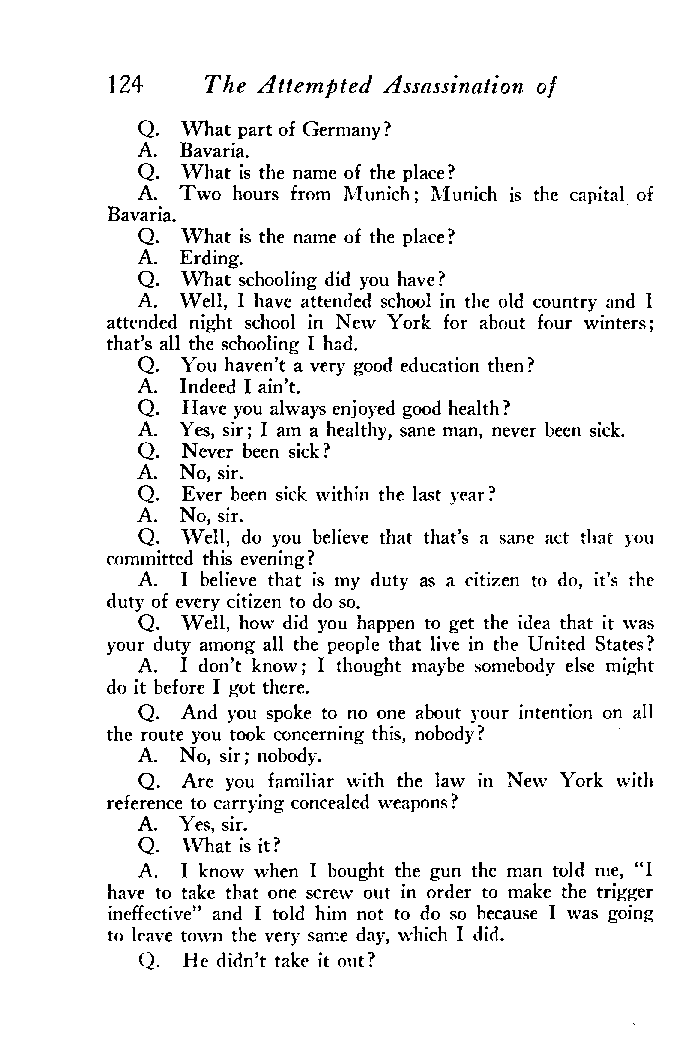 124 The Attempted Assassination of
Q. What part of Germany?
A. Bavaria.
Q. What is the name of the place?
A. Two hours from Munich; Munich is the capital of
Bavaria.
Q. What is the name of the place?
A. Erding.
Q. What schooling did you have?
A. Well, I have attended school in the old country and I
attended night school in New York for about four winters;
that's all the schooling I had.
Q. You haven't a very good education then?
A. Indeed I ain't.
Q. Have you always enjoyed good health?
A. Yes, sir; I am a healthy, sane man, never been sick.
Q. Never been sick?
A. No, sir.
Q. Ever been sick within the last year?
A. No, sir.
Q. Well, do you believe that that's a sane act that you
committed this evening?
A. I believe that is my duty as a citizen to do, it's the
duty of every citizen to do so.
Q. Well, how did you happen to get the idea that it was
your duty among all the people that live in the United States?
A. I don't know; I thought maybe somebody else might
do it before I got there.
Q. And you spoke to no one about your intention on all
the route you took concerning this, nobody?
A. No, sir; nobody.
Q. Are you familiar with the law in New York with
reference to carrying concealed weapons?
A. Yes, sir.
Q. What is it?
A. I know when I bought the gun the man told me, "I
have to take that one screw out in order to make the trigger
ineffective" and I told him not to do so because I was going
to leave town the very same day, which I did.
Q. He didn't take it out?